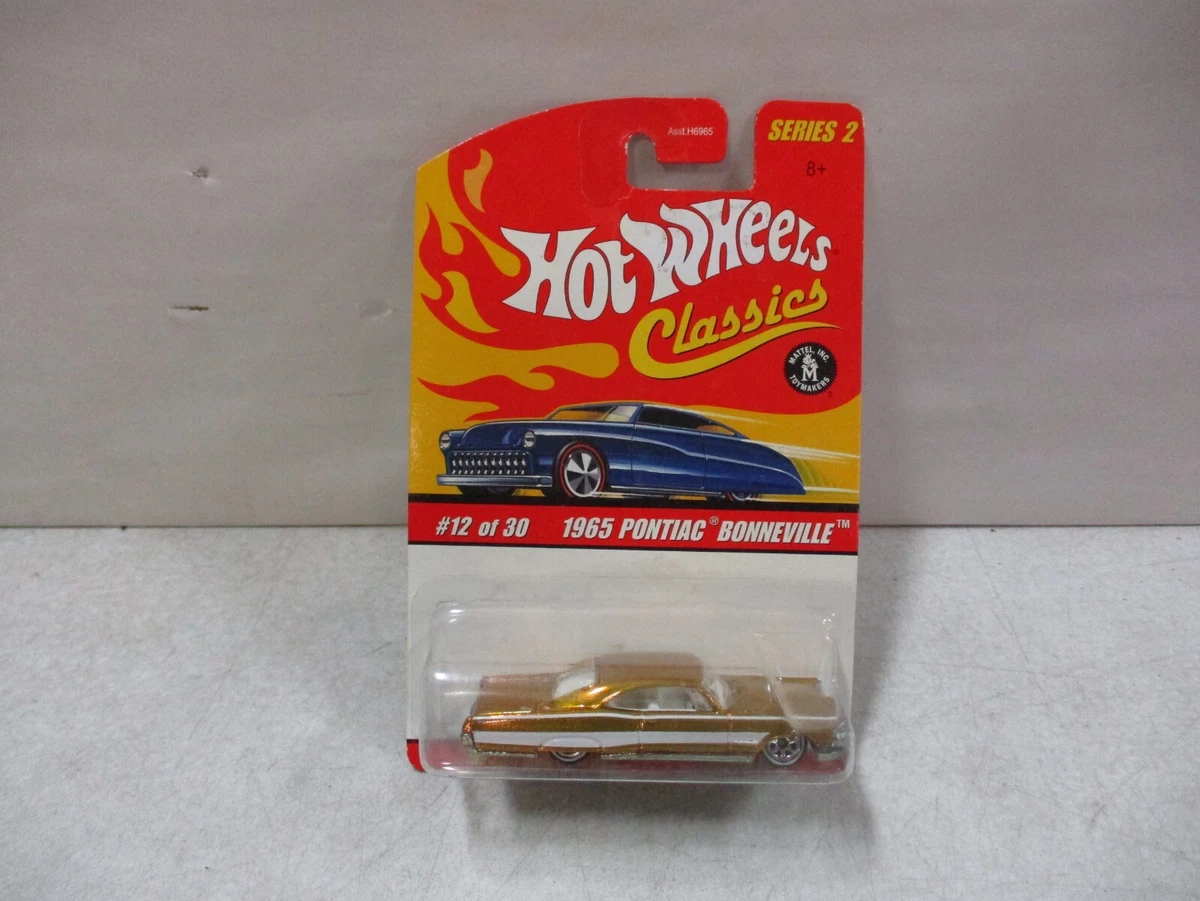 Asst.H6965
SERIES 2
8+
HOT WHEELS
Classics
MATTEL, INC.
M
TOYMAKERS
#12 of 30 1965 PONTIAC® BONNEVILLE™